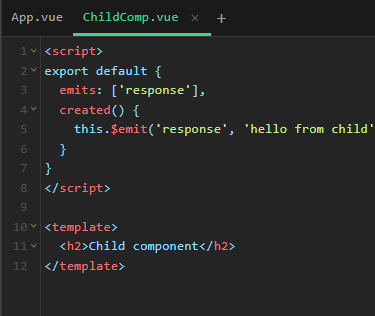 App.vue ChildComp.vue × +
1 <script>
2 export default {
3   emits: ['response'],
4   created() {
5     this.$emit('response', 'hello from child'
6   }
7 }
8 </script>
9
10 <template>
11   <h2>Child component</h2>
12 </template>